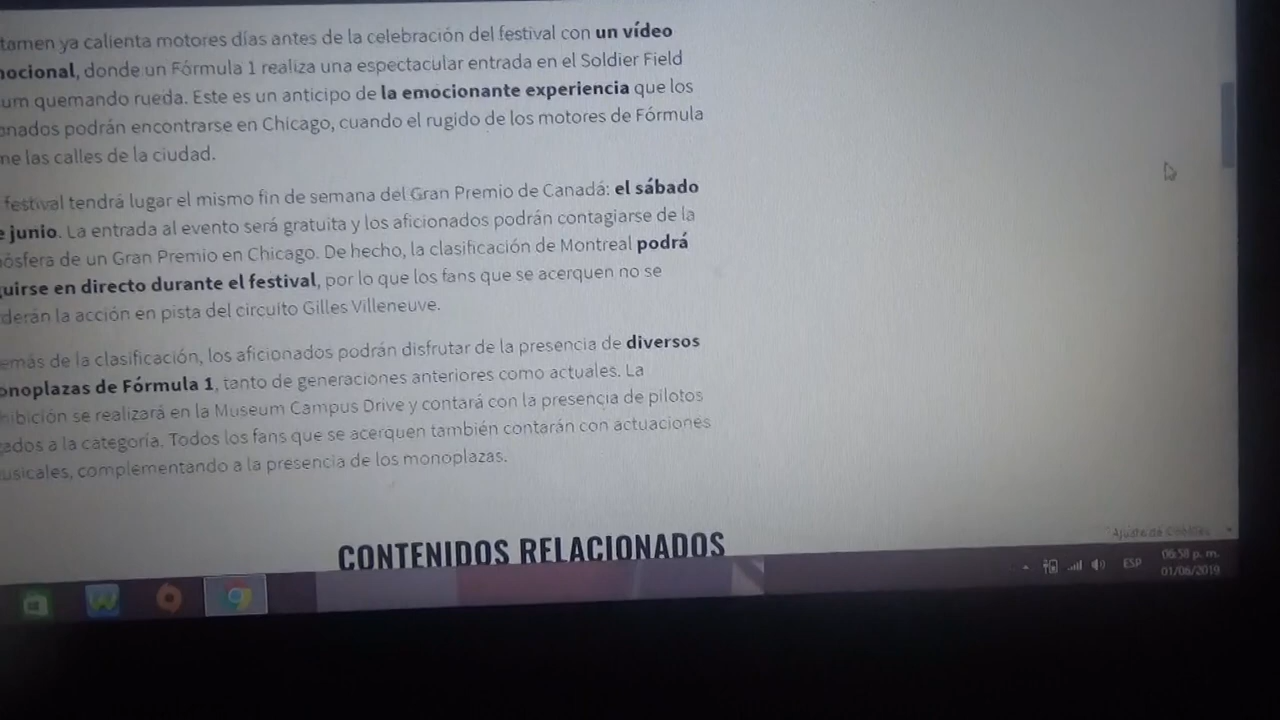 tamen ya calienta motores días antes de la celebración del festival con un vídeo
nocional, donde un Fórmula 1 realiza una espectacular entrada en el Soldier Field
um quemando rueda. Este es un anticipo de la emocionante experiencia que los
onados podrán encontrarse en Chicago, cuando el rugido de los motores de Fórmula
ne las calles de la ciudad.
festival tendrá lugar el mismo fin de semana del Gran Premio de Canadá: el sábado
e junio. La entrada al evento será gratuita y los aficionados podrán contagiarse de la
ósfera de un Gran Premio en Chicago. De hecho, la clasificación de Montreal podrá
uirse en directo durante el festival, por lo que los fans que se acerquen no se
derán la acción en pista del circuito Gilles Villeneuve.
emás de la clasificación, los aficionados podrán disfrutar de la presencia de diversos
onoplazas de Fórmula 1, tanto de generaciones anteriores como actuales. La
hibición se realizará en la Museum Campus Drive y contará con la presencia de pilotos
gados a la categoría. Todos los fans que se acerquen también contarán con actuaciones
usicales, complementando a la presencia de los monoplazas.
CONTENIDOS RELACIONADOS
Ajuste de Cookies
ESP
06:58 p. m.
01/06/2019